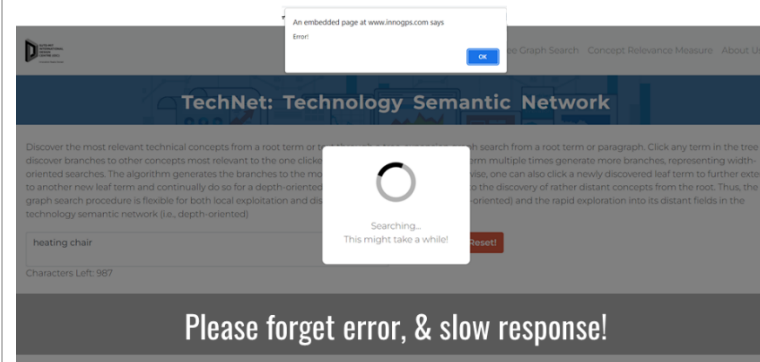 An embedded page at www.innogps.com says
Error!
OK
ee Graph Search Concept Relevance Measure About Us
TechNet: Technology Semantic Network
Discover the most relevant technical concepts from a root term or
h search from a root term or paragraph. Click any term in the tree
discover branches to other concepts most relevant to the one clicke
rm multiple times generate more branches, representing width-
oriented searches. The algorithm generates the branches to the mo
wise, one can also click a newly discovered leaf term to further exte
to another new leaf term and continually do so for a depth-oriented
to the discovery of rather distant concepts from the root. Thus, the
graph search procedure is flexible for both local exploitation and dis
-oriented) and the rapid exploration into its distant fields in the
technology semantic network (i.e., depth-oriented)
Searching...
This might take a while!
heating chair
Reset!
Characters Left: 987
Please forget error, & slow response!